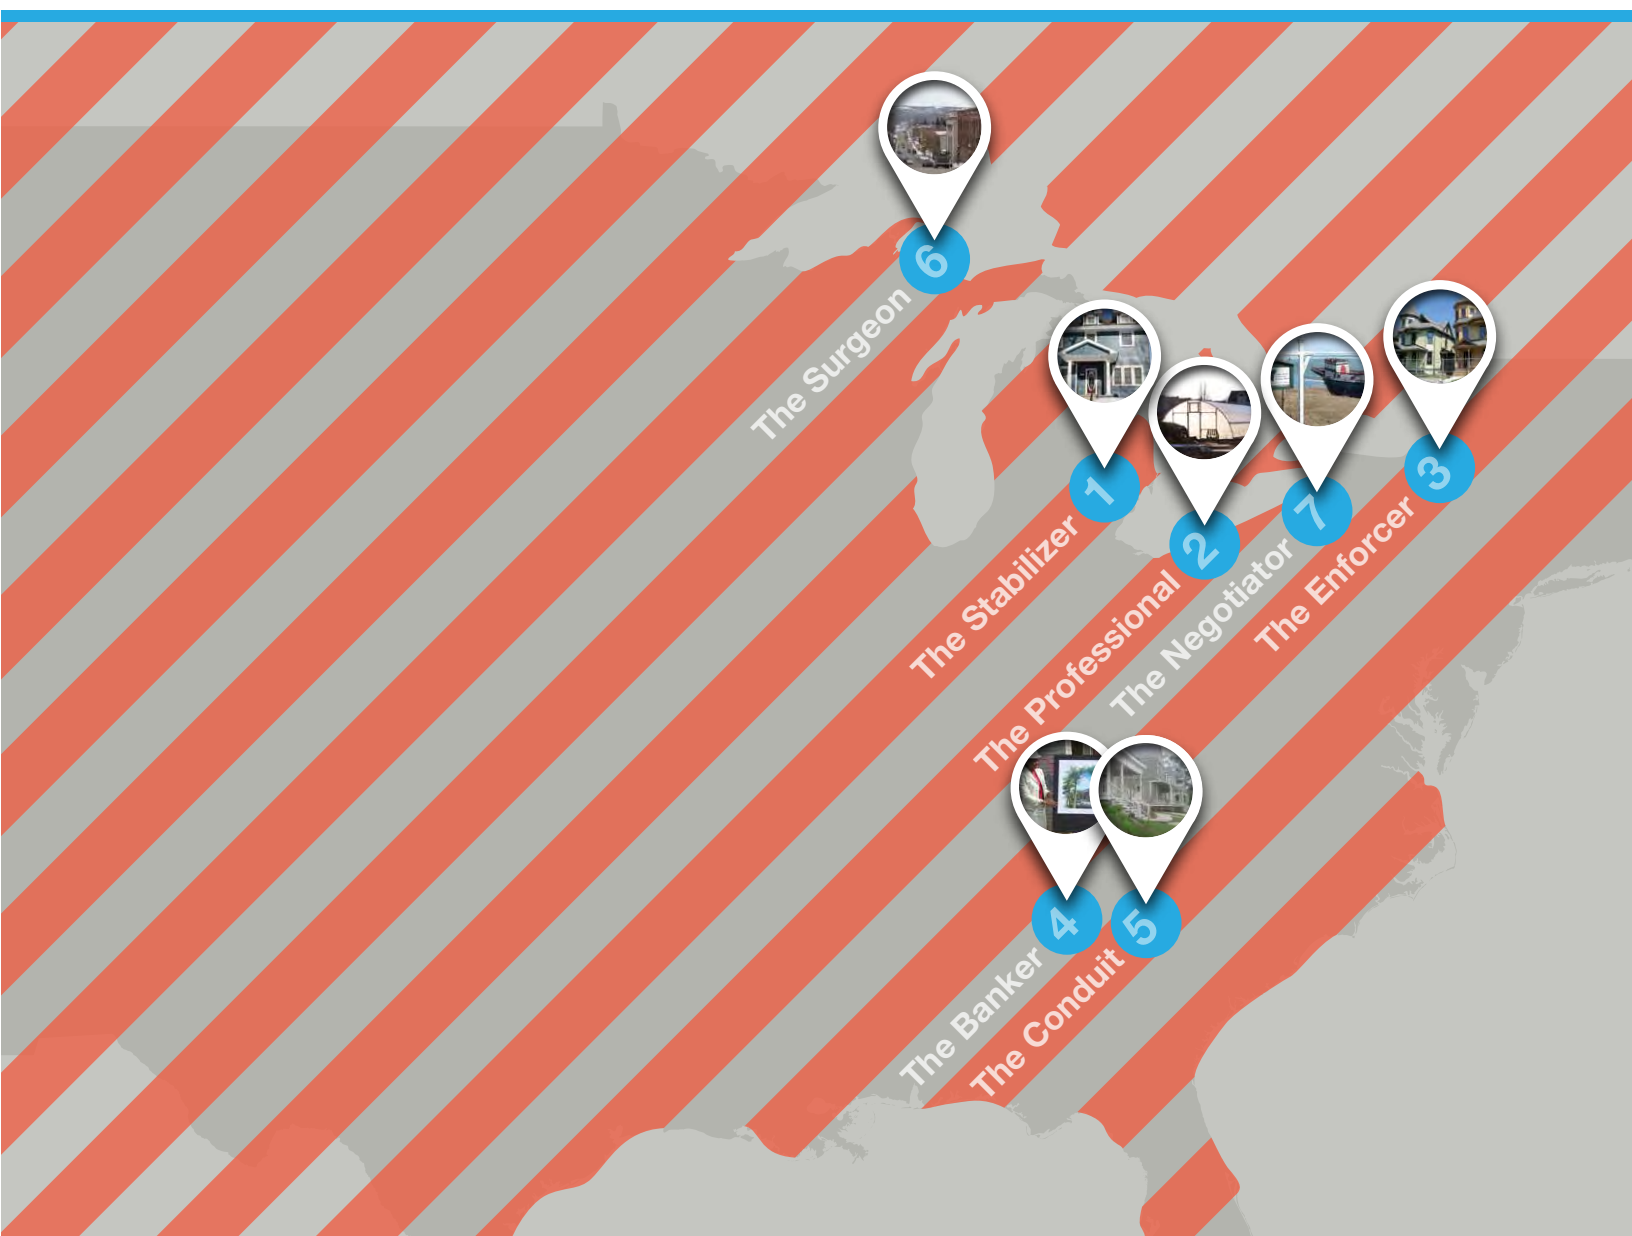 6
The Surgeon
1
The Stabilizer
2
The Professional
7
The Negotiator
3
The Enforcer
4
The Banker
5
The Conduit